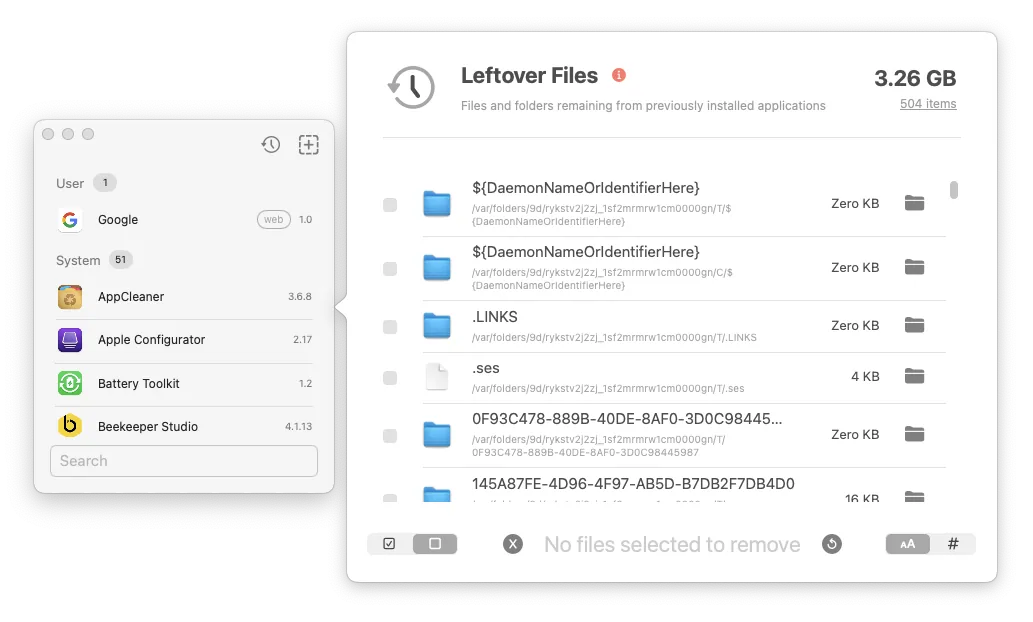 User 1
Google web 1.0
System 51
AppCleaner 3.6.8
Apple Configurator 2.17
Battery Toolkit 1.2
Beekeeper Studio 4.1.13
Search
Leftover Files
Files and folders remaining from previously installed applications
3.26 GB
504 items
${DaemonNameOrIdentifierHere}
/var/folders/9d/rykstv2j2zj_1sf2mrmrw1cm0000gn/T/$
{DaemonNameOrIdentifierHere}
Zero KB
${DaemonNameOrIdentifierHere}
/var/folders/9d/rykstv2j2zj_1sf2mrmrw1cm0000gn/C/$
{DaemonNameOrIdentifierHere}
Zero KB
.LINKS
/var/folders/9d/rykstv2j2zj_1sf2mrmrw1cm0000gn/T/.LINKS
Zero KB
.ses
/var/folders/9d/rykstv2j2zj_1sf2mrmrw1cm0000gn/T/.ses
4 KB
0F93C478-889B-40DE-8AF0-3D0C98445...
/var/folders/9d/rykstv2j2zj_1sf2mrmrw1cm0000gn/T/
0F93C478-889B-40DE-8AF0-3D0C98445987
Zero KB
145A87FE-4D96-4F97-AB5D-B7DB2F7DB4D0
16 KB
X No files selected to remove
AA #